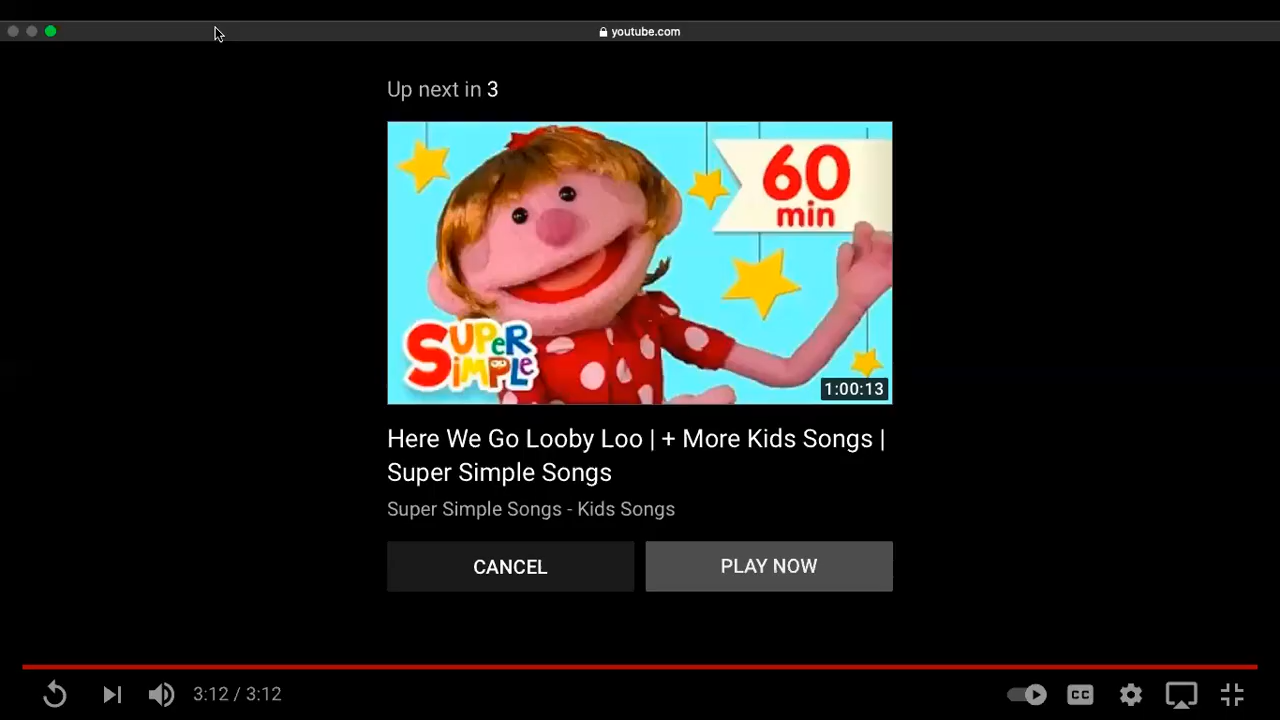 youtube.com
Up next in 3
60
min
SUPeR
SiMPLE
1:00:13
Here We Go Looby Loo | + More Kids Songs |
Super Simple Songs
Super Simple Songs - Kids Songs
CANCEL
PLAY NOW
3:12 / 3:12
CC